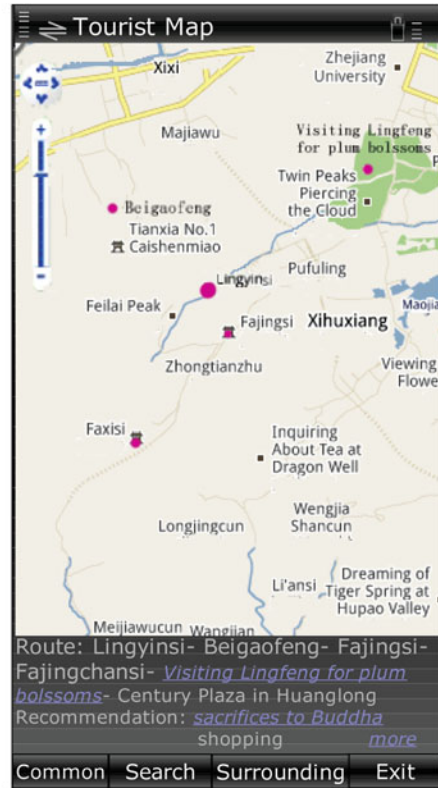 Tourist Map
Xixi
Zhejiang
University
Majiawu
Visiting Lingfeng
for plum bolssoms
Twin Peaks
Piercing
the Cloud
Beigaofeng
Tianxia No.1
Caishenmiao
Lingyinsi
Pufuling
Feilai Peak
Fajingsi
Xihuxiang
Maojia
Zhongtianzhu
Viewing
Flowe
Faxisi
Inquiring
About Tea at
Dragon Well
Longjingcun
Wengjia
Shancun
Li'ansi
Dreaming of
Tiger Spring at
Hupao Valley
Meijiawucun
Wangjian
Route: Lingyinsi- Beigaofeng- Fajingsi-
Fajingchansi- Visiting Lingfeng for plum
bolssoms- Century Plaza in Huanglong
Recommendation: sacrifices to Buddha
shopping more
Common Search Surrounding Exit